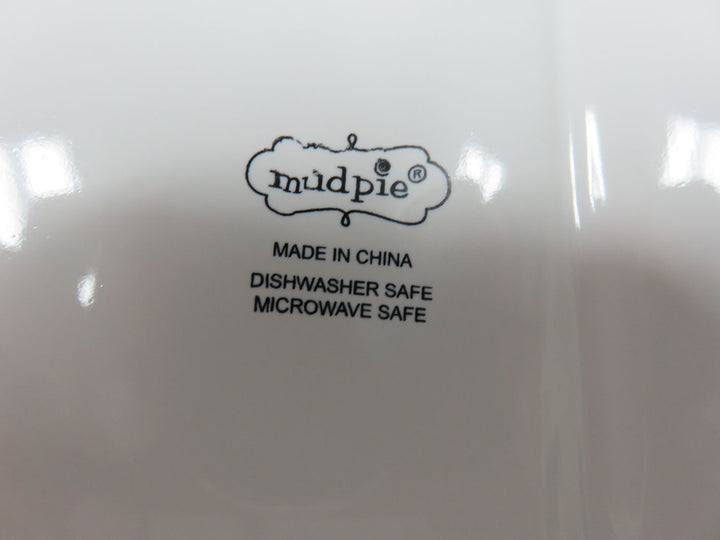 mudpie®
MADE IN CHINA
DISHWASHER SAFE
MICROWAVE SAFE